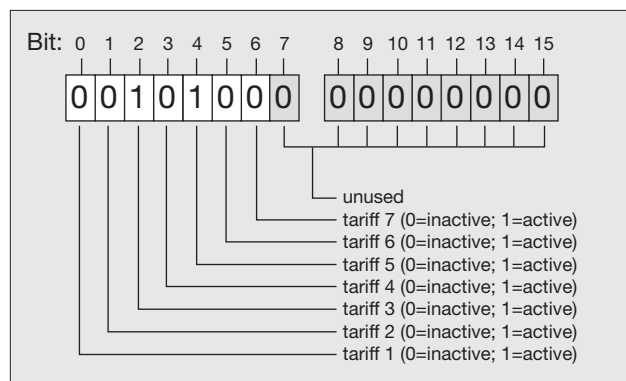 Bit: 0 1 2 3 4 5 6 7 8 9 10 11 12 13 14 15
0 0 1 0 1 0 0 0 0 0 0 0 0 0 0 0
unused
tariff 7 (0=inactive; 1=active)
tariff 6 (0=inactive; 1=active)
tariff 5 (0=inactive; 1=active)
tariff 4 (0=inactive; 1=active)
tariff 3 (0=inactive; 1=active)
tariff 2 (0=inactive; 1=active)
tariff 1 (0=inactive; 1=active)